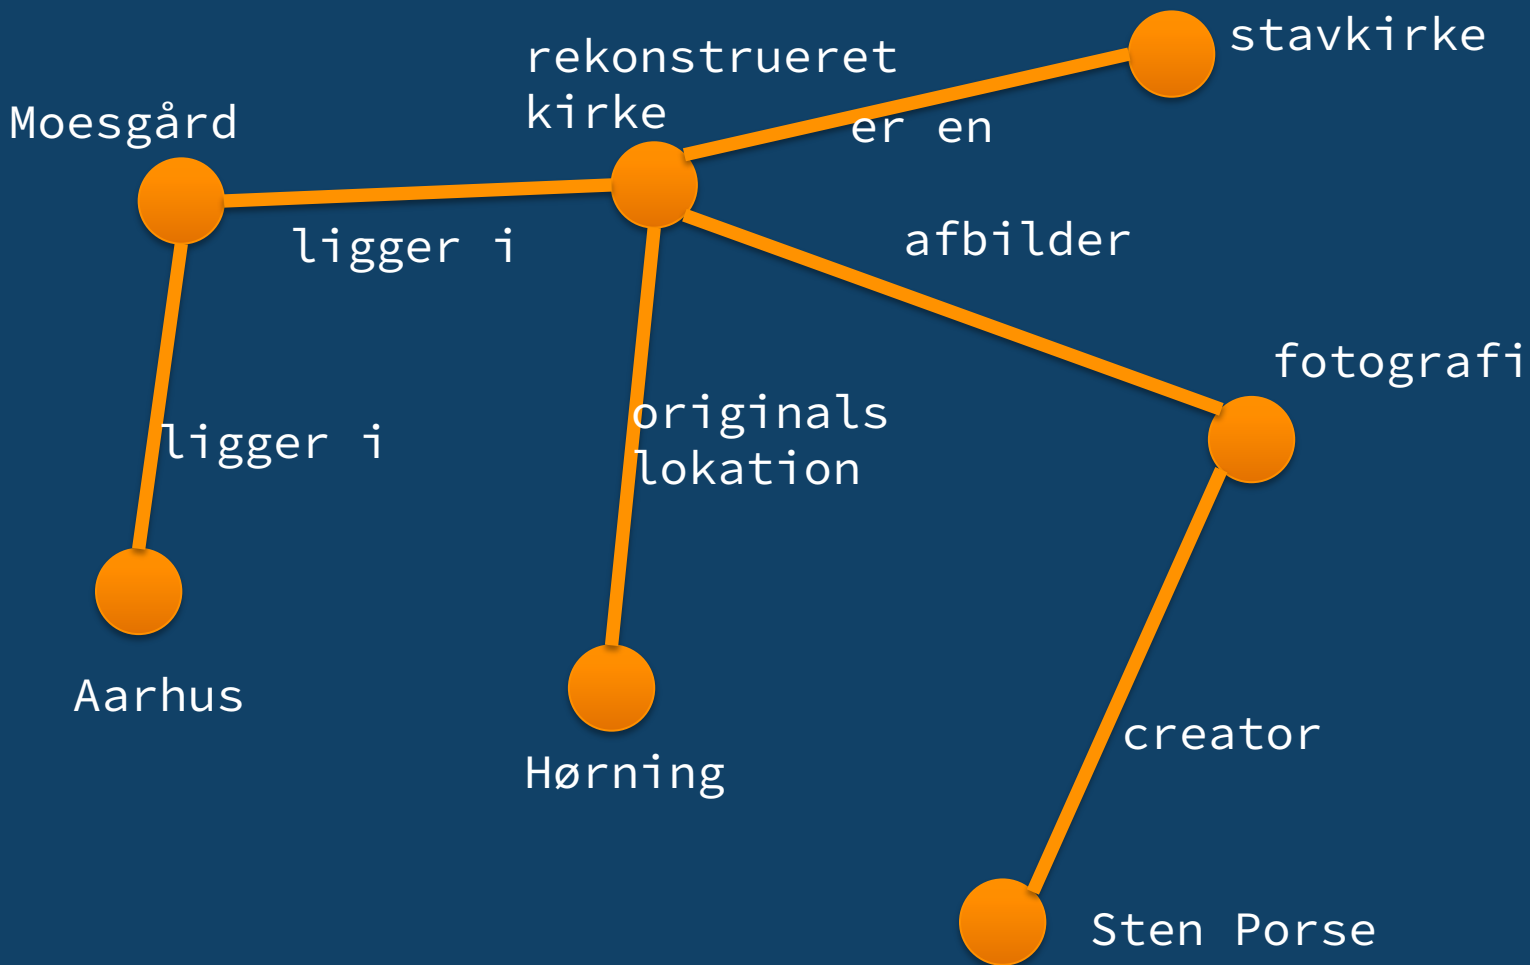 stavkirke
rekonstrueret
kirke
er en
Moesgård
ligger i
afbilder
fotografi
originals
lokation
ligger i
Aarhus
Hørning
creator
Sten Porse